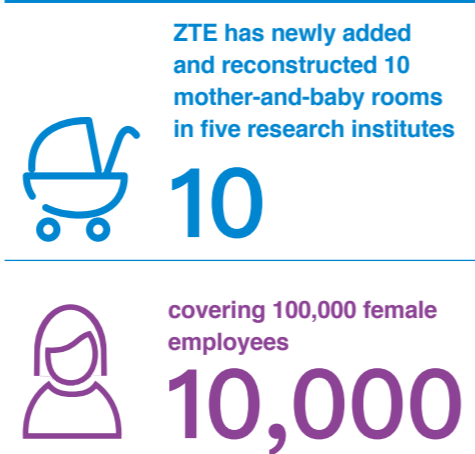 ZTE has newly added
and reconstructed 10
mother-and-baby rooms
in five research institutes
10
covering 100,000 female
employees
10,000